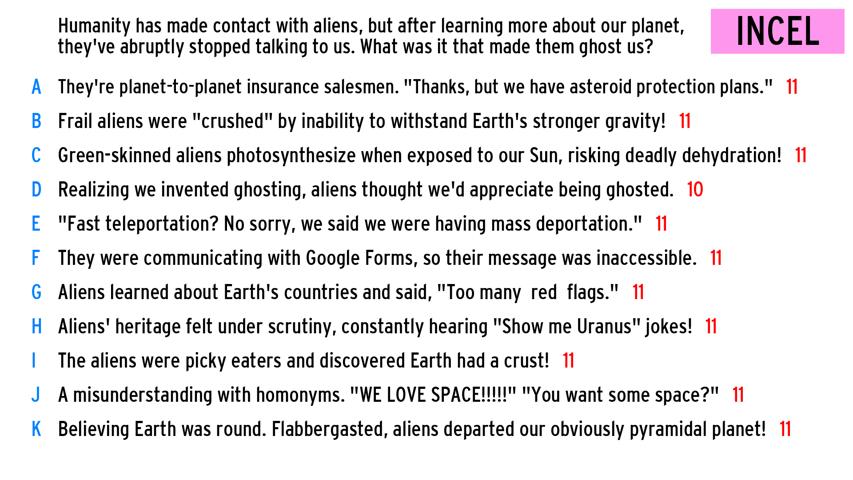 Humanity has made contact with aliens, but after learning more about our planet,
they've abruptly stopped talking to us. What was it that made them ghost us?
INCEL
A They're planet-to-planet insurance salesmen. "Thanks, but we have asteroid protection plans." 11
B Frail aliens were "crushed" by inability to withstand Earth's stronger gravity! 11
C Green-skinned aliens photosynthesize when exposed to our Sun, risking deadly dehydration! 11
D Realizing we invented ghosting, aliens thought we'd appreciate being ghosted. 10
E "Fast teleportation? No sorry, we said we were having mass deportation." 11
F They were communicating with Google Forms, so their message was inaccessible. 11
G Aliens learned about Earth's countries and said, "Too many red flags." 11
H Aliens' heritage felt under scrutiny, constantly hearing "Show me Uranus" jokes! 11
I The aliens were picky eaters and discovered Earth had a crust! 11
J A misunderstanding with homonyms. "WE LOVE SPACE!!!!!" "You want some space?" 11
K Believing Earth was round. Flabbergasted, aliens departed our obviously pyramidal planet! 11